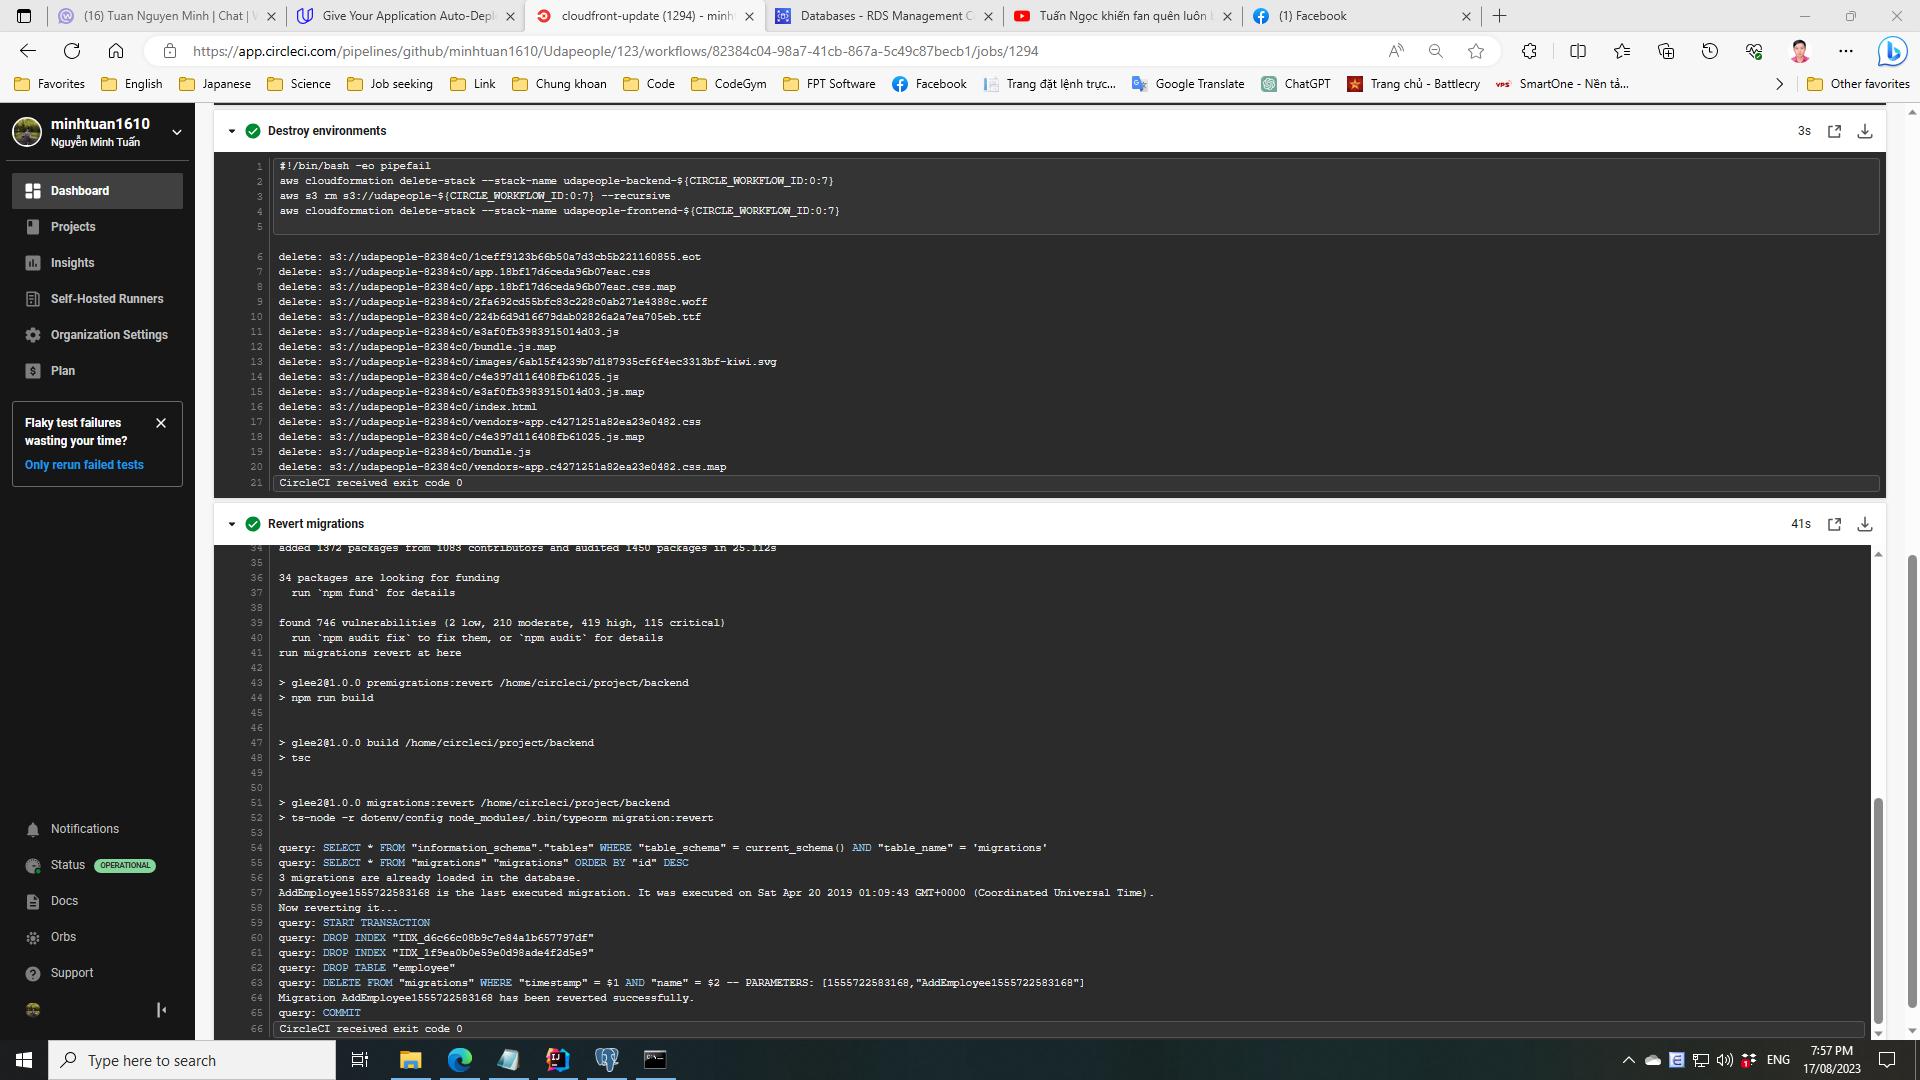 (16) Tuan Nguyen Minh | Chat | W
Give Your Application Auto-Depl
cloudfront-update (1294) - minht
Databases - RDS Management C
Tuấn Ngọc khiến fan quên luôn
(1) Facebook
https://app.circleci.com/pipelines/github/minhtuan1610/Udapeople/123/workflows/82384c04-98a7-41cb-867a-5c49c87becb1/jobs/1294
Favorites
English
Japanese
Science
Job seeking
Link
Chung khoan
Code
CodeGym
FPT Software
Facebook
Trang đặt lệnh trực...
Google Translate
ChatGPT
Trang chủ - Battlecry
VPS
SmartOne - Nền tả...
Other favorites
minhtuan1610
Nguyễn Minh Tuấn
Dashboard
Projects
Insights
Self-Hosted Runners
Organization Settings
Plan
Flaky test failures
wasting your time?
Only rerun failed tests
Notifications
Status OPERATIONAL
Docs
Orbs
Support
Destroy environments
3s
1 #!/bin/bash -eo pipefail
2 aws cloudformation delete-stack --stack-name udapeople-backend-${CIRCLE_WORKFLOW_ID:0:7}
3 aws s3 rm s3://udapeople-${CIRCLE_WORKFLOW_ID:0:7} --recursive
4 aws cloudformation delete-stack --stack-name udapeople-frontend-${CIRCLE_WORKFLOW_ID:0:7}
5
6 delete: s3://udapeople-82384c0/1ceff9123b66b50a7d3cb5b221160855.eot
7 delete: s3://udapeople-82384c0/app.18bf17d6ceda96b07eac.css
8 delete: s3://udapeople-82384c0/app.18bf17d6ceda96b07eac.css.map
9 delete: s3://udapeople-82384c0/2fa692cd55bfc83c228c0ab271e4388c.woff
10 delete: s3://udapeople-82384c0/224b6d9d16679dab02826a2a7ea705eb.ttf
11 delete: s3://udapeople-82384c0/e3af0fb3983915014d03.js
12 delete: s3://udapeople-82384c0/bundle.js.map
13 delete: s3://udapeople-82384c0/images/6ab15f4239b7d187935cf6f4ec3313bf-kiwi.svg
14 delete: s3://udapeople-82384c0/c4e397d116408fb61025.js
15 delete: s3://udapeople-82384c0/e3af0fb3983915014d03.js.map
16 delete: s3://udapeople-82384c0/index.html
17 delete: s3://udapeople-82384c0/vendors~app.c4271251a82ea23e0482.css
18 delete: s3://udapeople-82384c0/c4e397d116408fb61025.js.map
19 delete: s3://udapeople-82384c0/bundle.js
20 delete: s3://udapeople-82384c0/vendors~app.c4271251a82ea23e0482.css.map
21 CircleCI received exit code 0
Revert migrations
41s
34 added 1372 packages from 1083 contributors and audited 1450 packages in 25.112s
35
36 34 packages are looking for funding
37 run `npm fund` for details
38
39 found 746 vulnerabilities (2 low, 210 moderate, 419 high, 115 critical)
40 run `npm audit fix` to fix them, or `npm audit` for details
41 run migrations revert at here
42
43 > glee2@1.0.0 premigrations:revert /home/circleci/project/backend
44 > npm run build
45
46
47 > glee2@1.0.0 build /home/circleci/project/backend
48 > tsc
49
50
51 > glee2@1.0.0 migrations:revert /home/circleci/project/backend
52 > ts-node -r dotenv/config node_modules/.bin/typeorm migration:revert
53
54 query: SELECT * FROM "information_schema"."tables" WHERE "table_schema" = current_schema() AND "table_name" = 'migrations'
55 query: SELECT * FROM "migrations" "migrations" ORDER BY "id" DESC
56 3 migrations are already loaded in the database.
57 AddEmployee1555722583168 is the last executed migration. It was executed on Sat Apr 20 2019 01:09:43 GMT+0000 (Coordinated Universal Time).
58 Now reverting it...
59 query: START TRANSACTION
60 query: DROP INDEX "IDX_d6c66c08b9c7e84a1b657797df"
61 query: DROP INDEX "IDX_1f9ea0b0e59e0d98ade4f2d5e9"
62 query: DROP TABLE "employee"
63 query: DELETE FROM "migrations" WHERE "timestamp" = $1 AND "name" = $2 -- PARAMETERS: [1555722583168,"AddEmployee1555722583168"]
64 Migration AddEmployee1555722583168 has been reverted successfully.
65 query: COMMIT
66 CircleCI received exit code 0
Type here to search
ENG
7:57 PM
17/08/2023